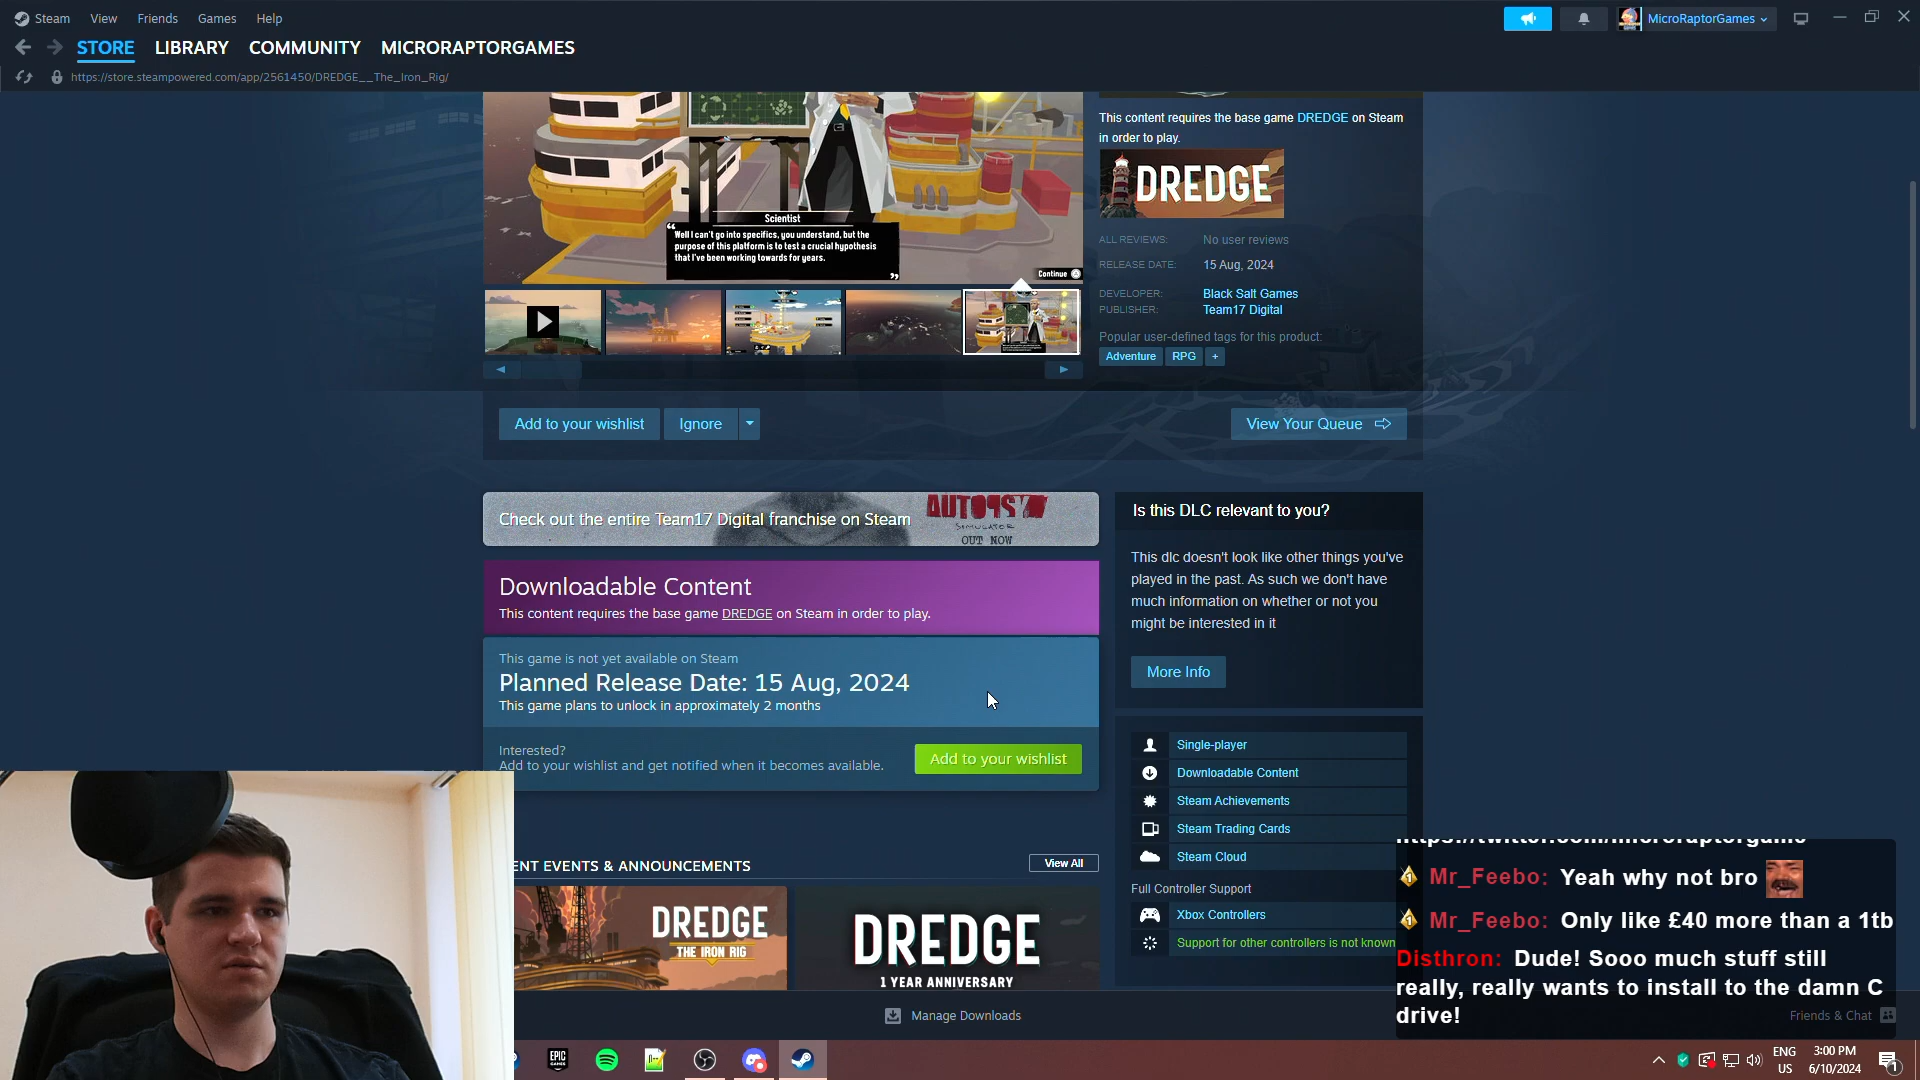 Steam View Friends Games Help
MicroRaptorGames
STORE LIBRARY COMMUNITY MICRORAPTORGAMES
https://store.steampowered.com/app/2561450/DREDGE__The_Iron_Rig/
This content requires the base game DREDGE on Steam
in order to play.
DREDGE
Scientist
Well I can't go into specifics, you understand, but the
purpose of this platform is to test a crucial hypothesis
that I've been working towards for years.
Continue
ALL REVIEWS: No user reviews
RELEASE DATE: 15 Aug, 2024
DEVELOPER: Black Salt Games
PUBLISHER: Team17 Digital
Popular user-defined tags for this product:
Adventure RPG +
Add to your wishlist Ignore
View Your Queue
Check out the entire Team17 Digital franchise on Steam
AUTOPSY
SIMULATOR
OUT NOW
Is this DLC relevant to you?
This dlc doesn't look like other things you've
played in the past. As such we don't have
much information on whether or not you
might be interested in it
More Info
Downloadable Content
This content requires the base game DREDGE on Steam in order to play.
This game is not yet available on Steam
Planned Release Date: 15 Aug, 2024
This game plans to unlock in approximately 2 months
Interested?
Add to your wishlist and get notified when it becomes available.
Add to your wishlist
Single-player
Downloadable Content
Steam Achievements
Steam Trading Cards
Steam Cloud
Full Controller Support
Xbox Controllers
Support for other controllers is not known
ENT EVENTS & ANNOUNCEMENTS
View All
DREDGE
THE IRON RIG
DREDGE
1 YEAR ANNIVERSARY
https://twitter.com/microraptorgame
Mr_Feebo: Yeah why not bro
Mr_Feebo: Only like £40 more than a 1tb
Disthron: Dude! Sooo much stuff still
really, really wants to install to the damn C
drive!
Manage Downloads
Friends & Chat
EPIC
GAMES
ENG
US
3:00 PM
6/10/2024
1